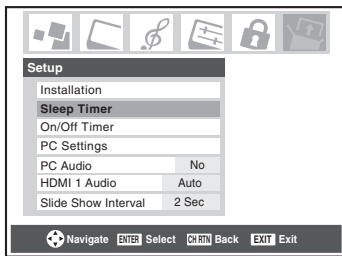 Setup
Installation
Sleep Timer
On/Off Timer
PC Settings
PC Audio No
HDMI 1 Audio Auto
Slide Show Interval 2 Sec
Navigate ENTER Select CH RTN Back EXIT Exit